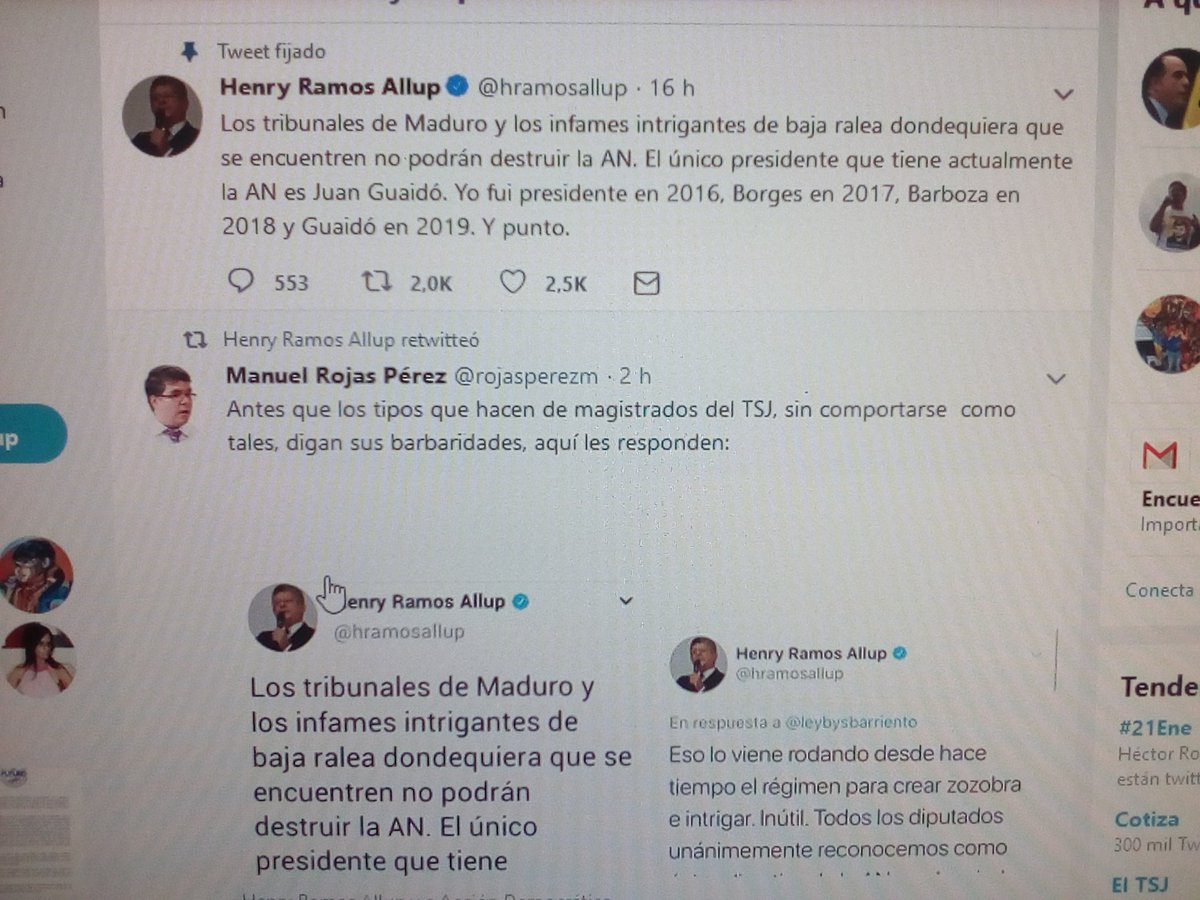 Tweet fijado
Henry Ramos Allup @hramosallup · 16 h
Los tribunales de Maduro y los infames intrigantes de baja ralea dondequiera que
se encuentren no podrán destruir la AN. El único presidente que tiene actualmente
la AN es Juan Guaidó. Yo fui presidente en 2016, Borges en 2017, Barboza en
2018 y Guaidó en 2019. Y punto.
553 2,0K 2,5K
Henry Ramos Allup retwitteó
Manuel Rojas Pérez @rojasperezm · 2 h
Antes que los tipos que hacen de magistrados del TSJ, sin comportarse como
tales, digan sus barbaridades, aquí les responden:
enry Ramos Allup
@hramosallup
Los tribunales de Maduro y
los infames intrigantes de
baja ralea dondequiera que se
encuentren no podrán
destruir la AN. El único
presidente que tiene
Henry Ramos Allup
@hramosallup
En respuesta a @leybysbarriento
Eso lo viene rodando desde hace
tiempo el régimen para crear zozobra
e intrigar. Inútil. Todos los diputados
unánimemente reconocemos como
up
A qu
Encue
Import
Conecta
Tende
#21Ene
Héctor Ro
están twitt
Cotiza
300 mil Tw
El TSJ